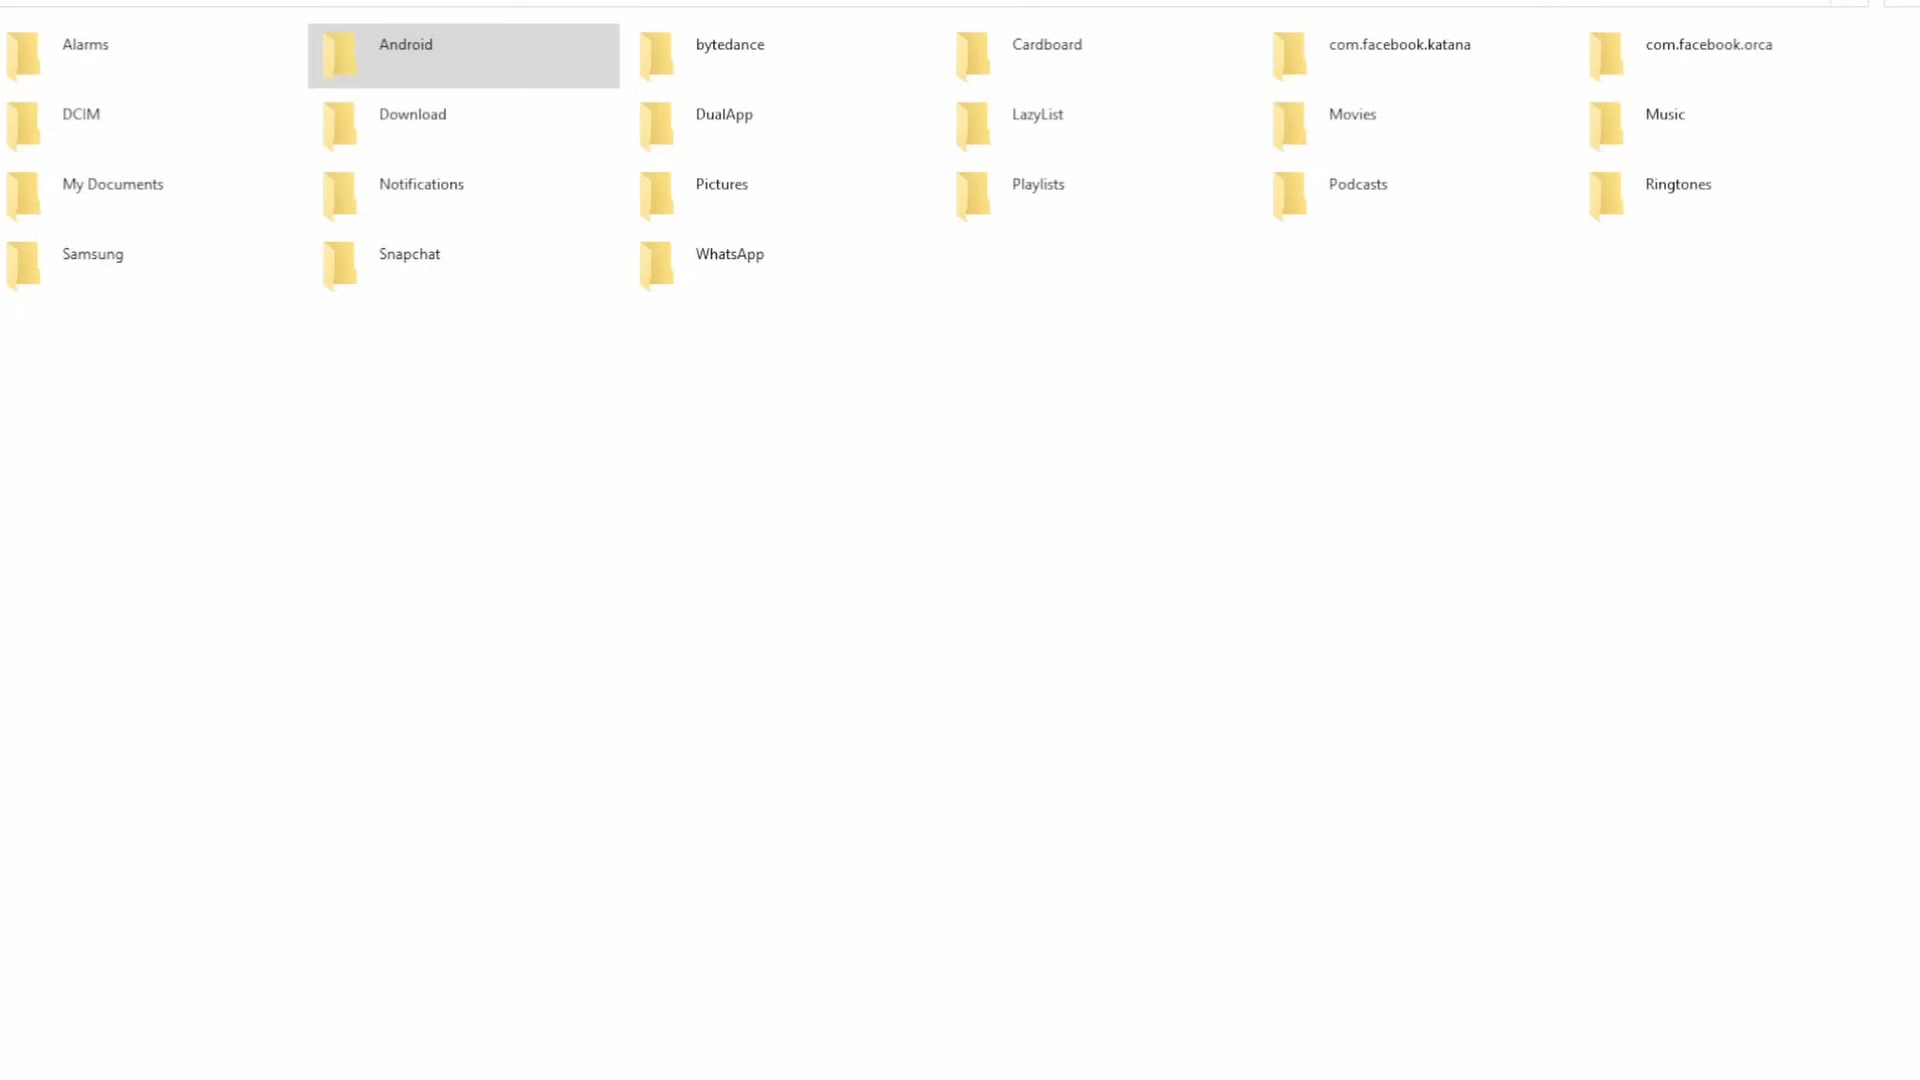 Alarms
Android
bytedance
Cardboard
com.facebook.katana
com.facebook.orca
DCIM
Download
DualApp
LazyList
Movies
Music
My Documents
Notifications
Pictures
Playlists
Podcasts
Ringtones
Samsung
Snapchat
WhatsApp